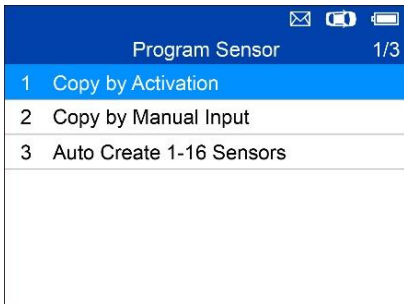 Program Sensor 1/3
1 Copy by Activation
2 Copy by Manual Input
3 Auto Create 1-16 Sensors